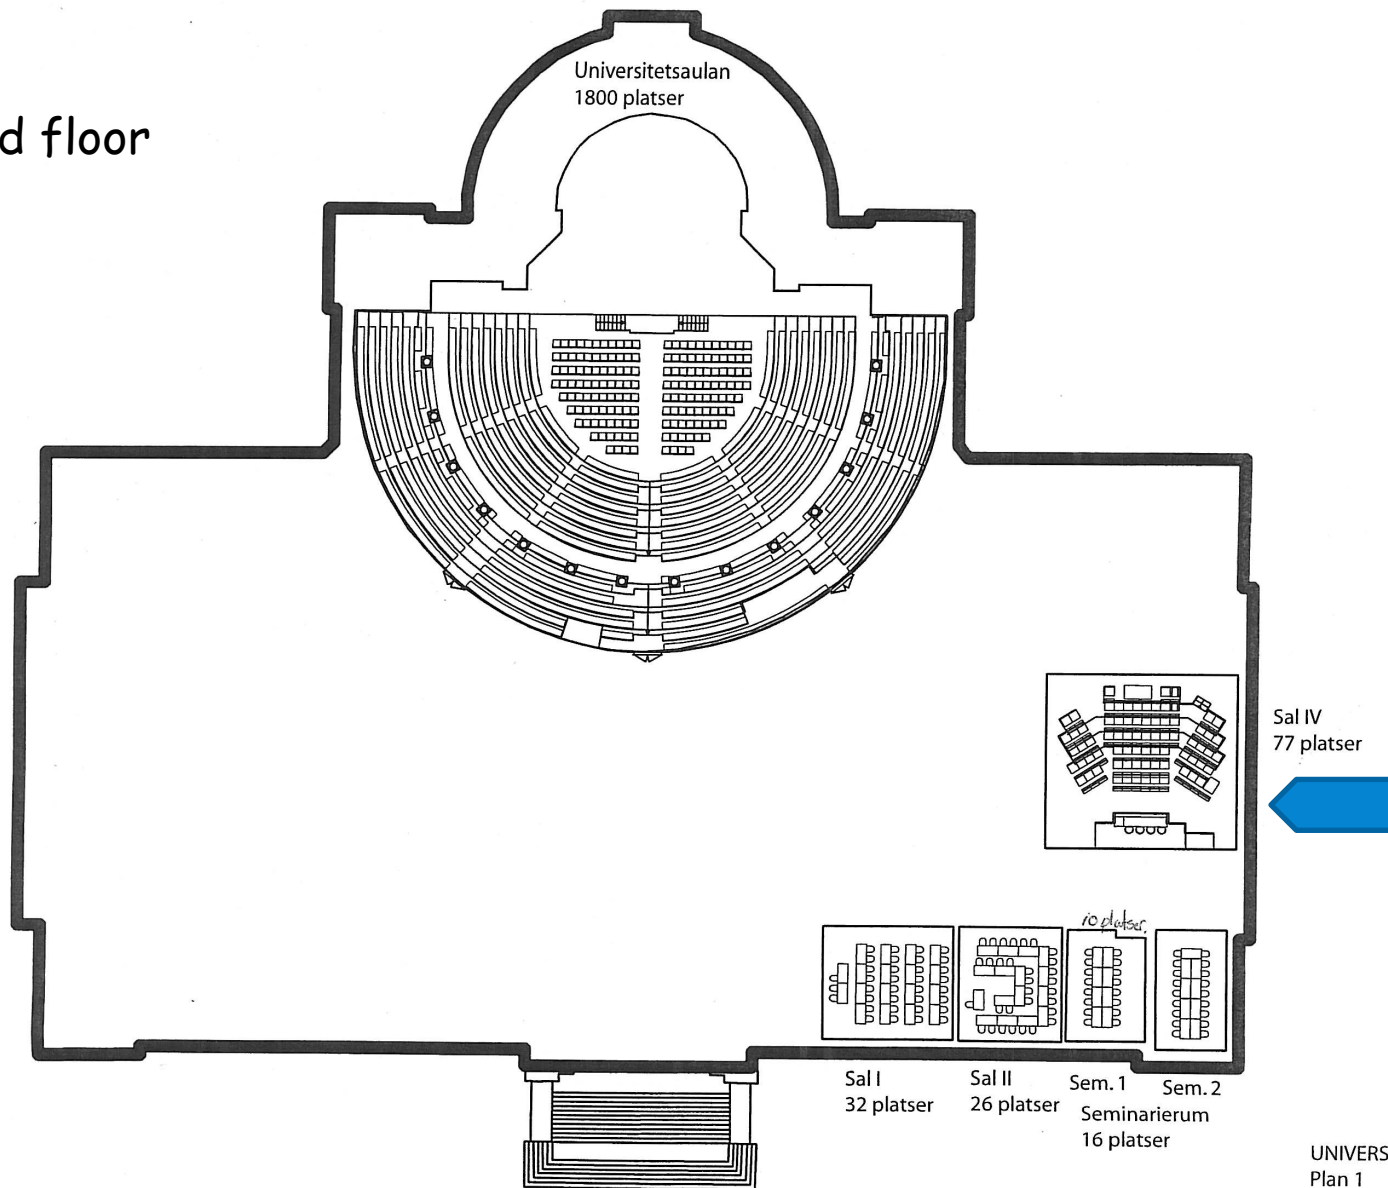 Universitetsaulan
1800 platser
d floor
Sal IV
77 platser
10 platser.
Sal I
32 platser
Sal II
26 platser
Sem. 1
Sem. 2
Seminarierum
16 platser
UNIVERS
Plan 1